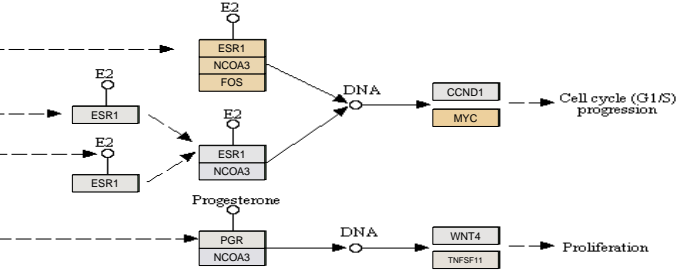 E2
ESR1
NCOA3
FOS
E2
ESR1
DNA
CCND1
MYC
Cell cycle (G1/S)
progression
E2
ESR1
NCOA3
E2
ESR1
Progesterone
PGR
NCOA3
DNA
WNT4
TNFSF11
Proliferation